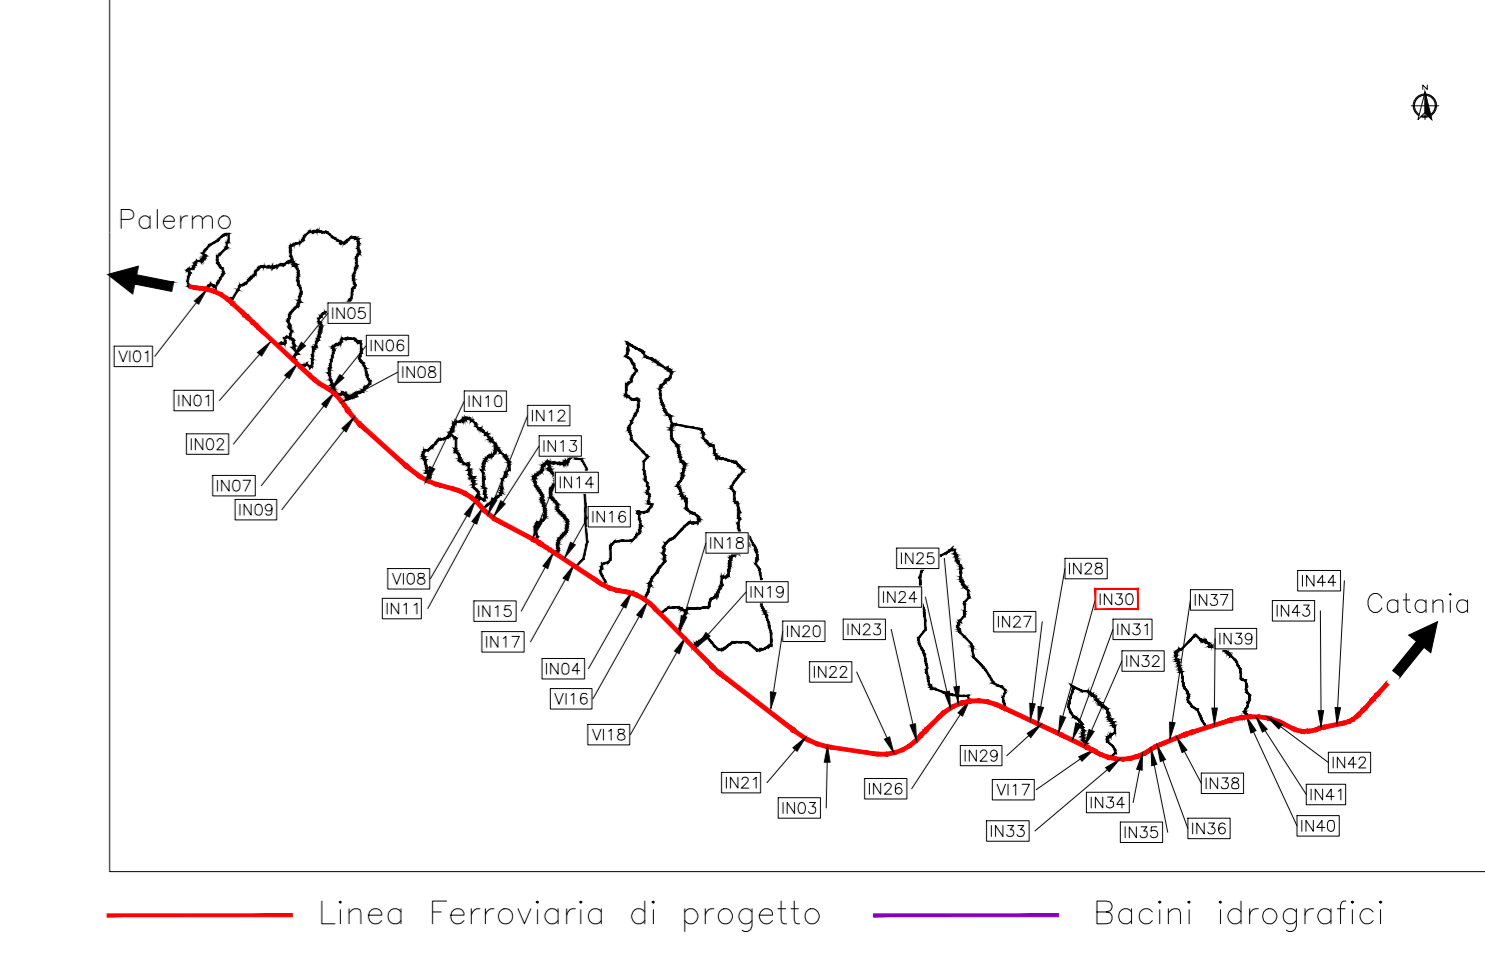 N
Palermo
IN05
VI01
IN06
IN08
IN01
IN10
IN12
IN02
IN13
IN07
IN14
IN09
IN16
IN18
IN25
IN28
VI08
IN44
IN11
IN19
IN24
IN30
IN37
IN43
Catania
IN15
IN27
IN17
IN20
IN23
IN31
IN39
IN04
IN22
IN32
VI16
VI18
IN29
IN42
IN21
IN26
VI17
IN38
IN41
IN03
IN34
IN33
IN35
IN36
IN40
Linea Ferroviaria di progetto
Bacini idrografici